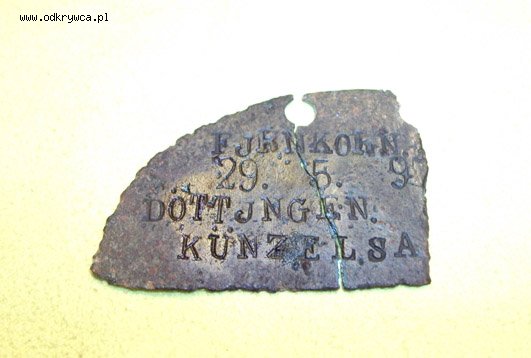 www.odkrywca.pl
FJENKOLN
29. 5. 9
DÖTTJNGEN.
KÜNZELSA